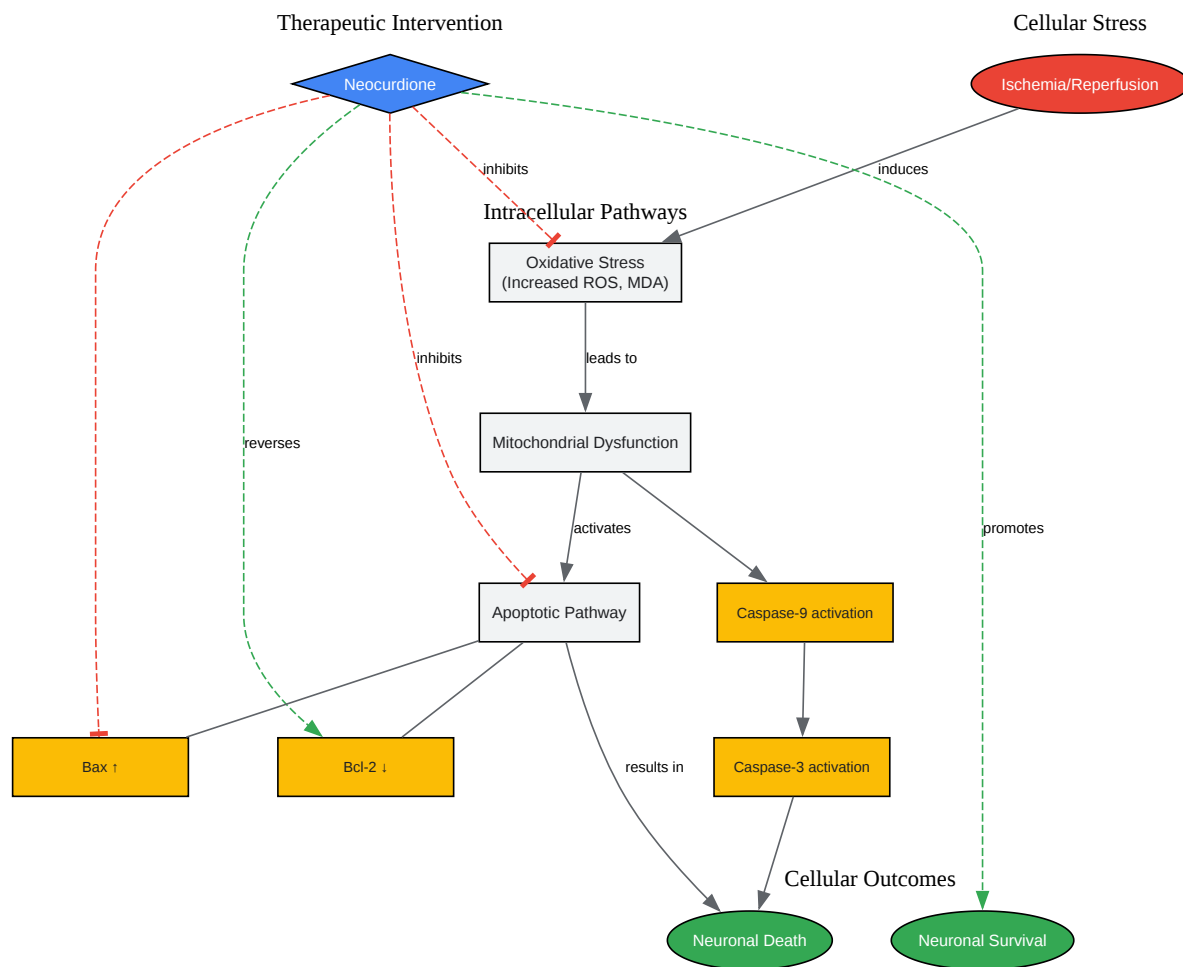 Therapeutic Intervention
Cellular Stress
Neocurdione
Ischemia/Reperfusion
inhibits
induces
Intracellular Pathways
Oxidative Stress
(Increased ROS, MDA)
inhibits
leads to
reverses
Mitochondrial Dysfunction
activates
promotes
Apoptotic Pathway
Caspase-9 activation
Bax ↑
Bcl-2 ↓
results in
Caspase-3 activation
Cellular Outcomes
Neuronal Death
Neuronal Survival